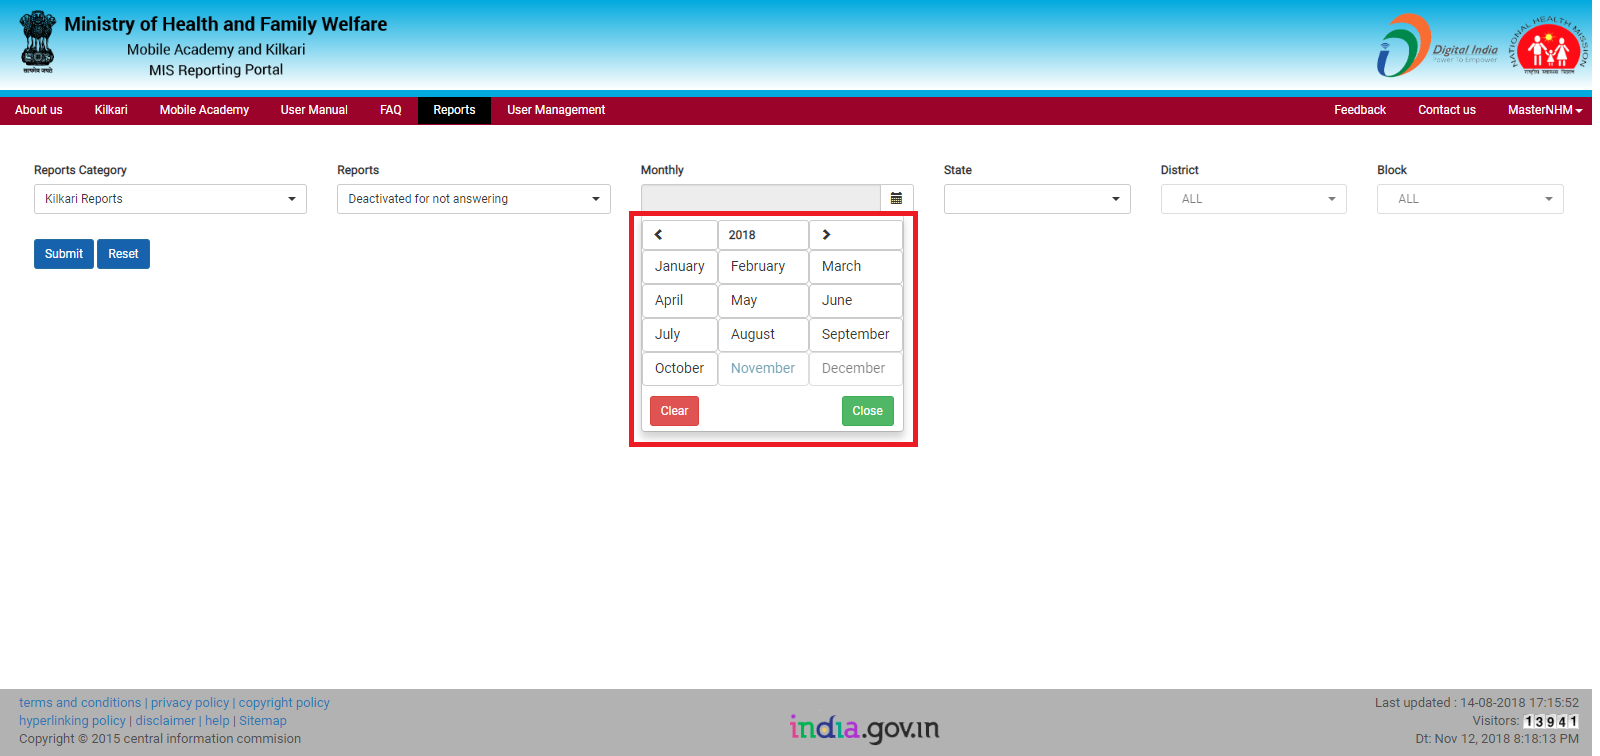 Ministry of Health and Family Welfare
Mobile Academy and Kilkari
MIS Reporting Portal
सत्यमेव जयते
Digital India
Power To Empower
NATIONAL HEALTH MISSION
राष्ट्रीय स्वास्थ्य मिशन
About us Kilkari Mobile Academy User Manual FAQ Reports User Management Feedback Contact us MasterNHM
Reports Category Reports Monthly State District Block
Kilkari Reports Deactivated for not answering ALL ALL
Submit Reset
2018
January February March
April May June
July August September
October November December
Clear Close
terms and conditions | privacy policy | copyright policy
hyperlinking policy | disclaimer | help | Sitemap
Copyright © 2015 central information commision
india.gov.in
Last updated : 14-08-2018 17:15:52
Visitors: 13941
Dt: Nov 12, 2018 8:18:13 PM